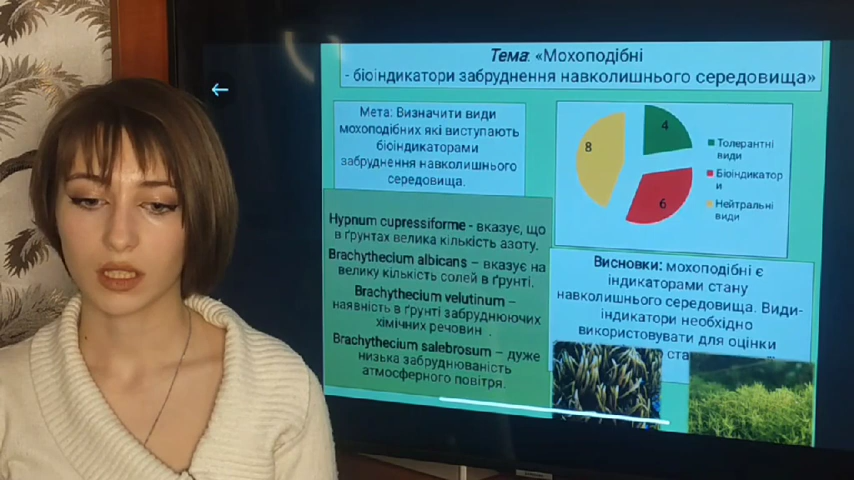 Тема: «Мохоподібні
- біоіндикатори забруднення навколишнього середовища»
Мета: Визначити види
мохоподібних які виступають
біоіндикаторами
забруднення навколишнього
середовища.
4
8
6
Толерантні
види
Біоіндикатор
и
Нейтральні
види
Hypnum cupressiforme - вказує, що
в ґрунтах велика кількість азоту.
Brachythecium albicans – вказує на
велику кількість солей в ґрунті.
Brachythecium velutinum –
наявність в ґрунті забруднюючих
хімічних речовин .
Brachythecium salebrosum – дуже
низька забруднюваність
атмосферного повітря.
Висновки: мохоподібні є
індикаторами стану
навколишнього середовища. Види-
індикатори необхідно
використовувати для оцінки